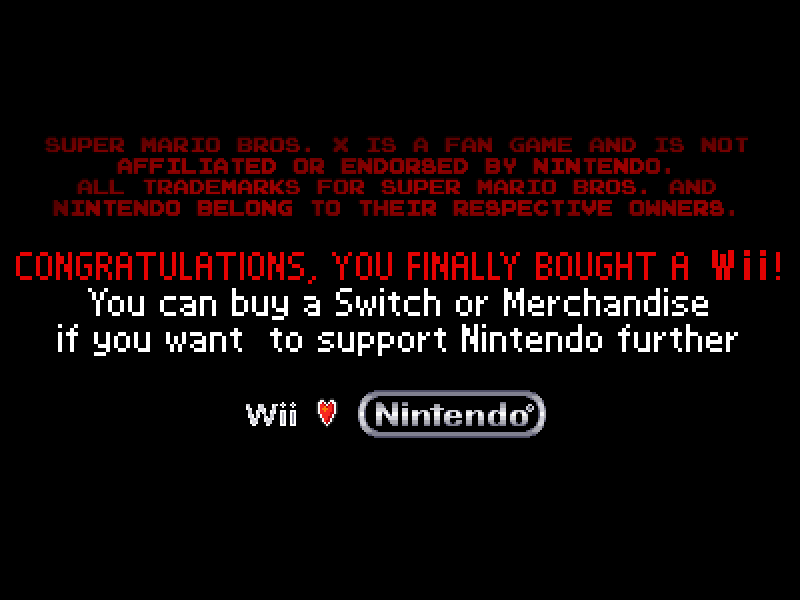 SUPER MARIO BROS. X IS A FAN GAME AND IS NOT
AFFILIATED OR ENDORSED BY NINTENDO.
ALL TRADEMARKS FOR SUPER MARIO BROS. AND
NINTENDO BELONG TO THEIR RESPECTIVE OWNERS.
CONGRATULATIONS, YOU FINALLY BOUGHT A Wii!
You can buy a Switch or Merchandise
if you want  to support Nintendo further
Wii ♥ Nintendo®